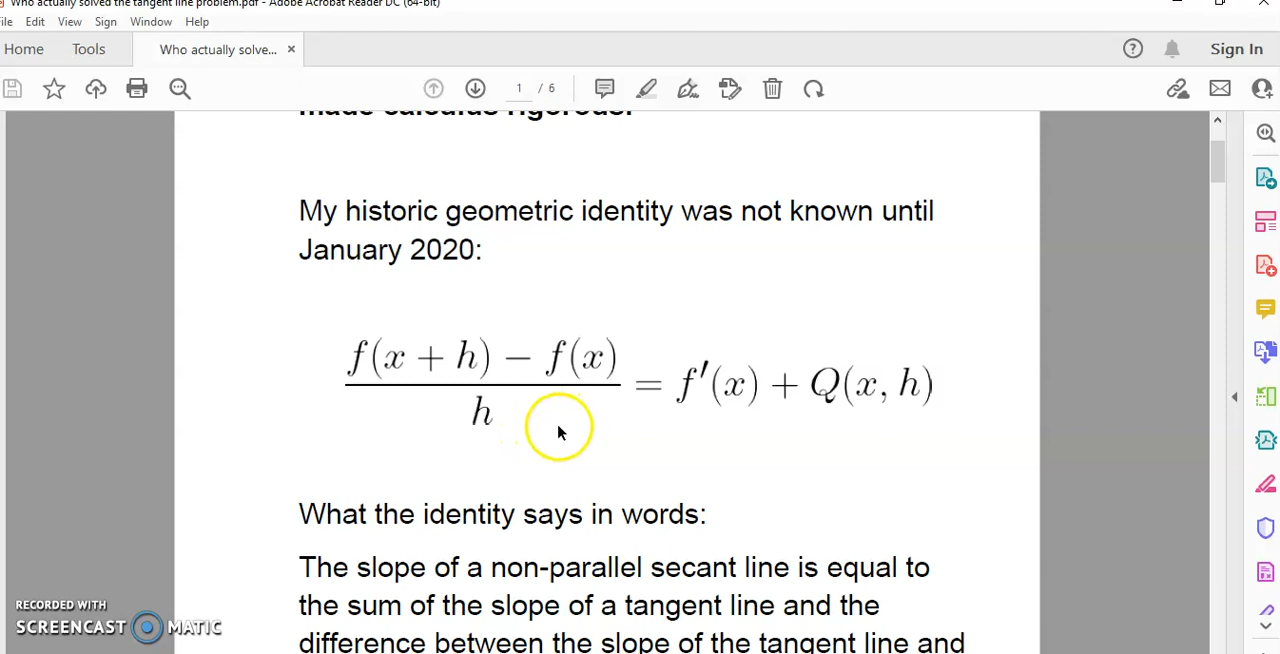 Who actually solved the tangent line problem.pdf - Adobe Acrobat Reader DC (64-bit)
File Edit View Sign Window Help
Home Tools Who actually solve... × Sign In
1 / 6
made calculus rigorous.
My historic geometric identity was not known until
January 2020:
f(x + h) − f(x)
h
= f′(x) + Q(x, h)
What the identity says in words:
The slope of a non-parallel secant line is equal to
the sum of the slope of a tangent line and the
difference between the slope of the tangent line and
RECORDED WITH
SCREENCAST MATIC